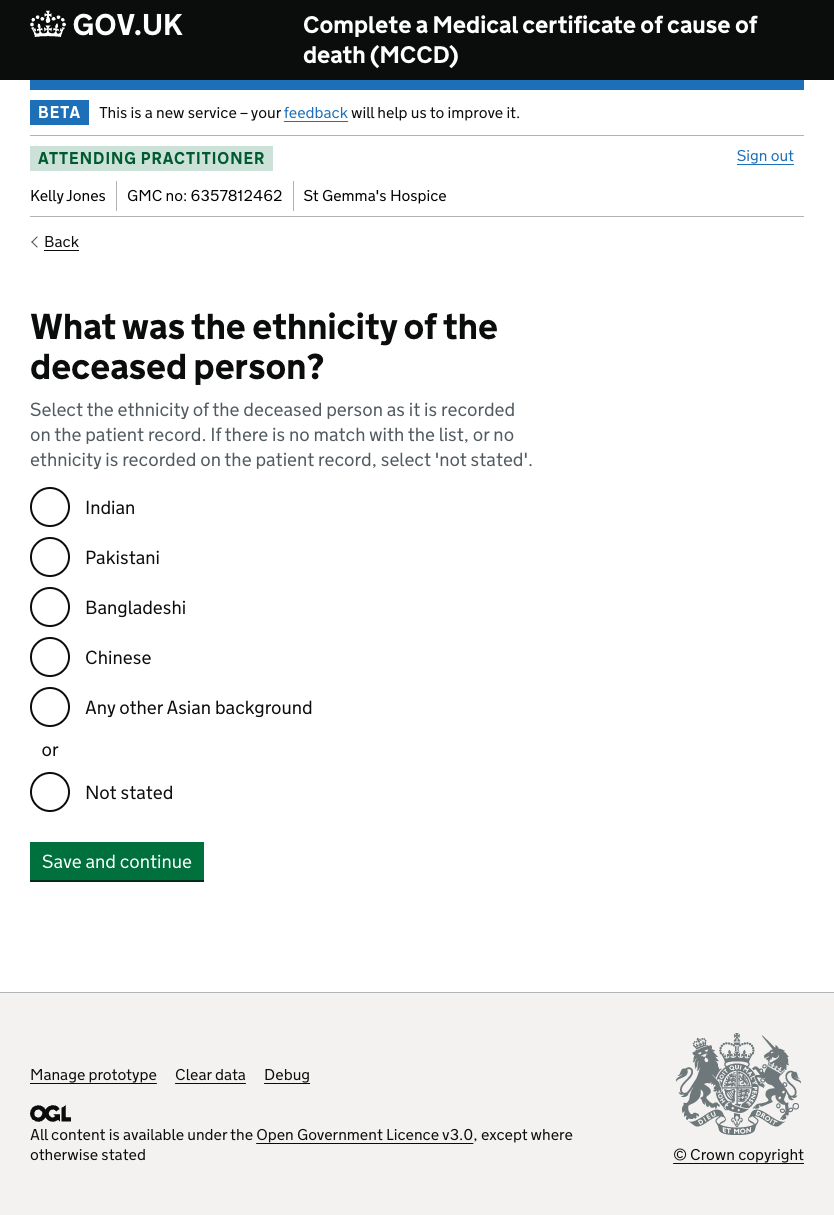 GOV.UK
Complete a Medical certificate of cause of
death (MCCD)
BETA This is a new service – your feedback will help us to improve it.
ATTENDING PRACTITIONER
Sign out
Kelly Jones GMC no: 6357812462 St Gemma's Hospice
Back
What was the ethnicity of the
deceased person?
Select the ethnicity of the deceased person as it is recorded
on the patient record. If there is no match with the list, or no
ethnicity is recorded on the patient record, select 'not stated'.
Indian
Pakistani
Bangladeshi
Chinese
Any other Asian background
or
Not stated
Save and continue
Manage prototype Clear data Debug
OGL
All content is available under the Open Government Licence v3.0, except where
otherwise stated
DIEU ET MON DROIT
© Crown copyright